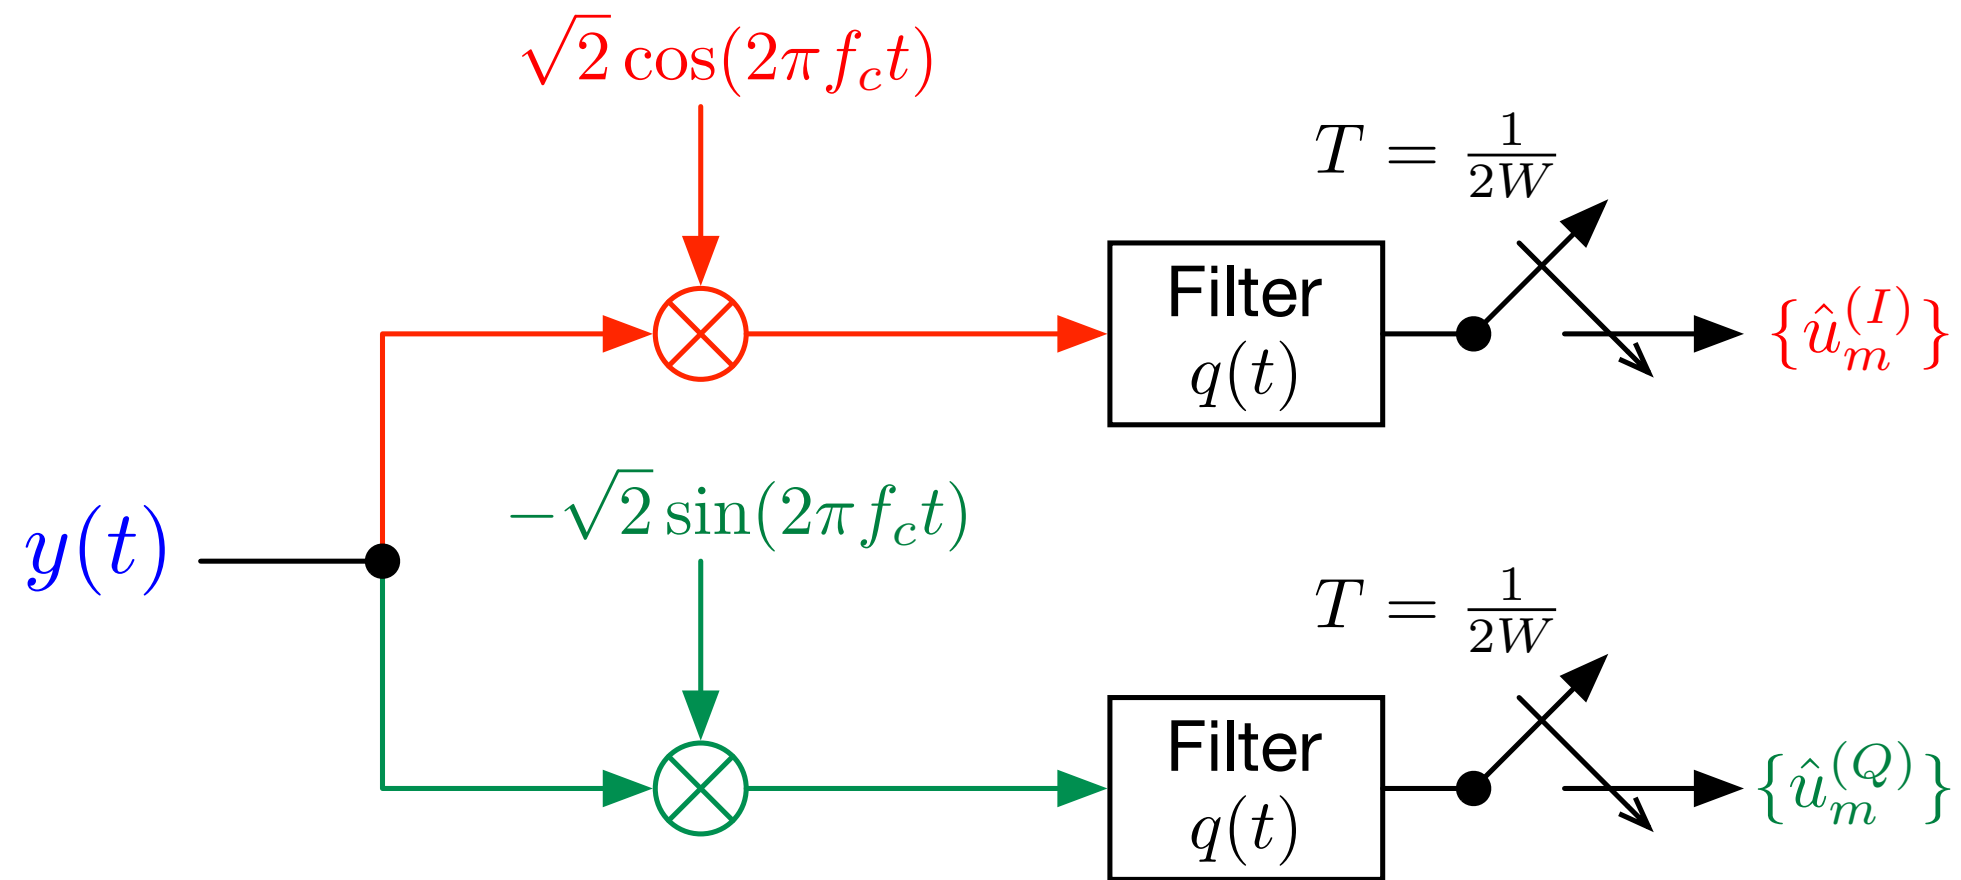 √2 cos(2πf_c t)
T = 1/2W
Filter
q(t)
{û_m^(I)}
−√2 sin(2πf_c t)
y(t)
T = 1/2W
Filter
q(t)
{û_m^(Q)}